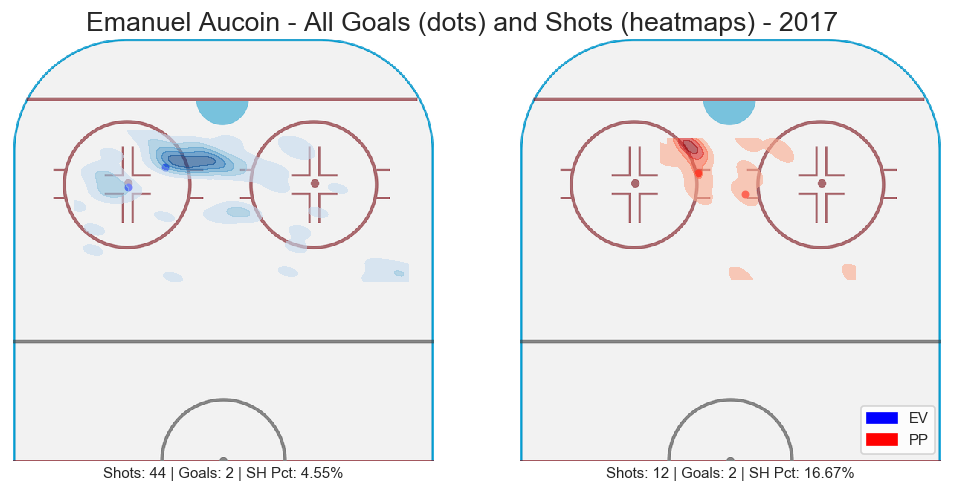 Emanuel Aucoin - All Goals (dots) and Shots (heatmaps) - 2017
EV
PP
Shots: 44 | Goals: 2 | SH Pct: 4.55%
Shots: 12 | Goals: 2 | SH Pct: 16.67%